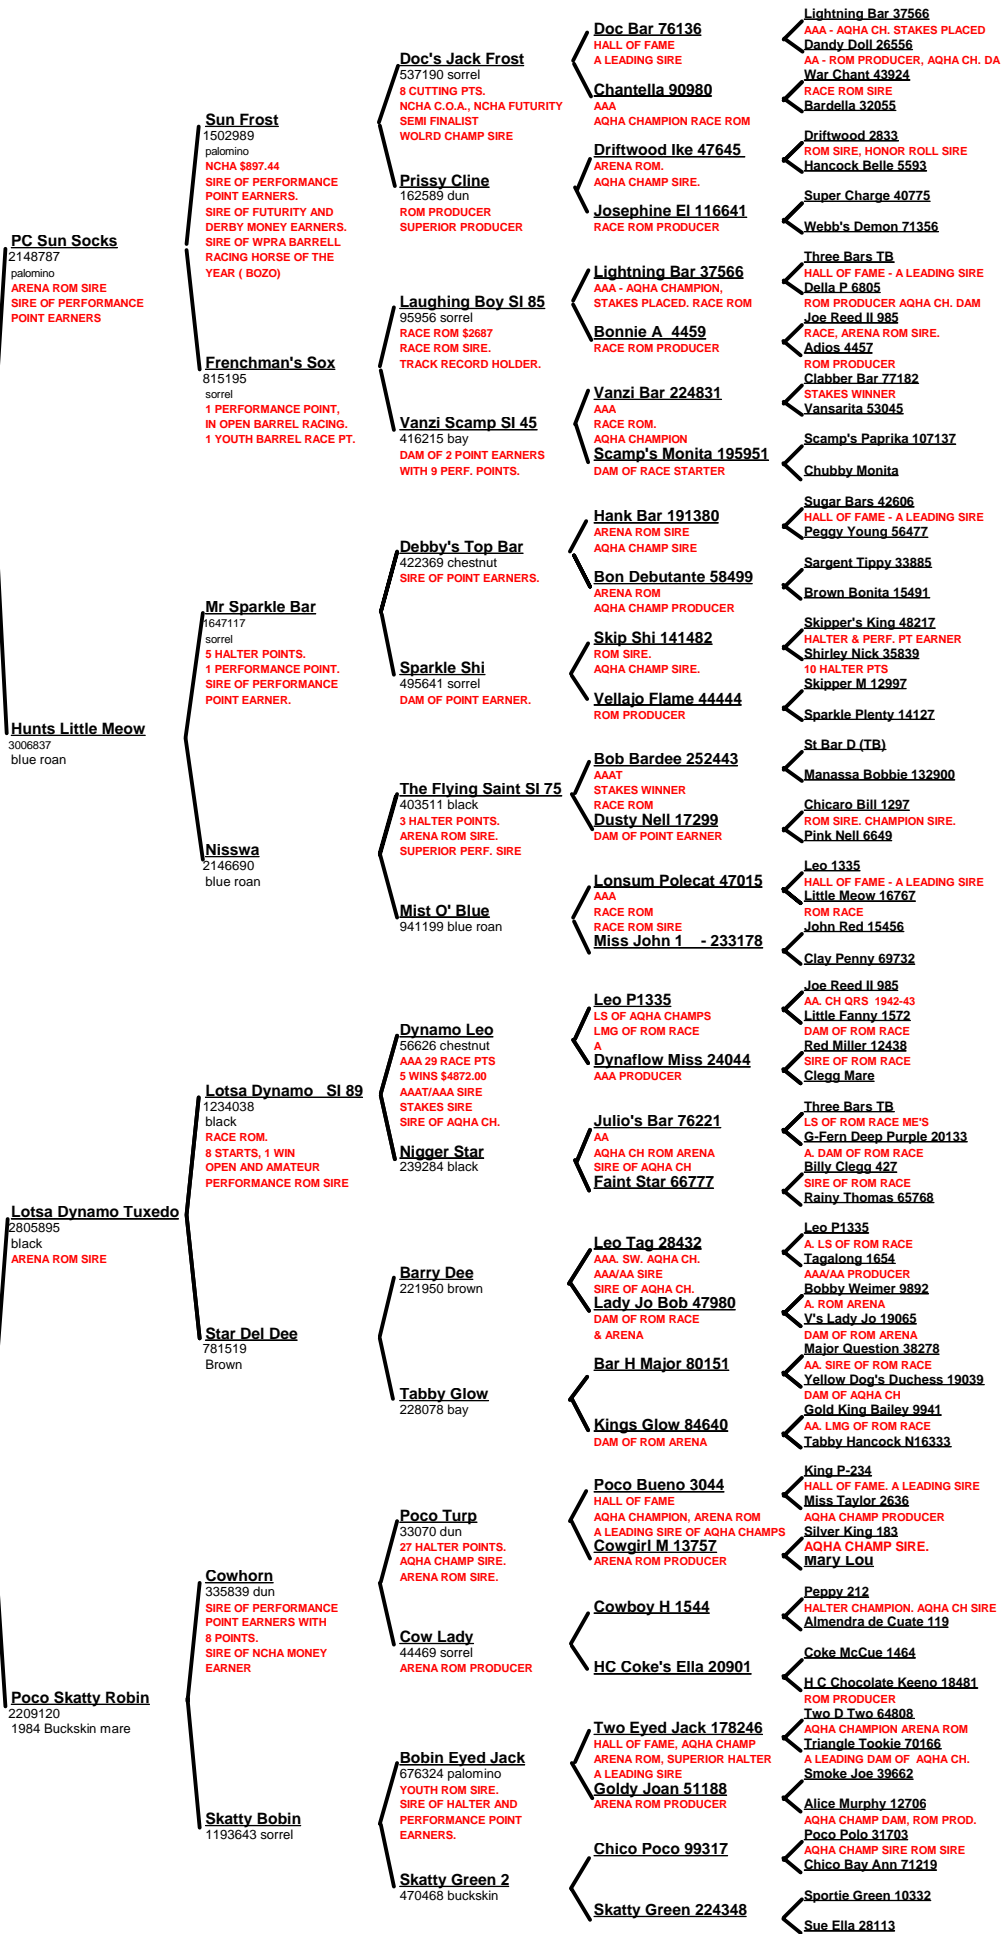 PC Sun Socks
2148787
palomino
ARENA ROM SIRE
SIRE OF PERFORMANCE
POINT EARNERS
Hunts Little Meow
3006837
blue roan
Lotsa Dynamo Tuxedo
2805895
black
ARENA ROM SIRE
Poco Skatty Robin
2209120
1984 Buckskin mare
Sun Frost
1502989
palomino
NCHA $897.44
SIRE OF PERFORMANCE
POINT EARNERS.
SIRE OF FUTURITY AND
DERBY MONEY EARNERS.
SIRE OF WPRA BARRELL
RACING HORSE OF THE
YEAR ( BOZO)
Frenchman's Sox
815195
sorrel
1 PERFORMANCE POINT,
IN OPEN BARREL RACING.
1 YOUTH BARREL RACE PT.
Mr Sparkle Bar
1647117
sorrel
5 HALTER POINTS.
1 PERFORMANCE POINT.
SIRE OF PERFORMANCE
POINT EARNER.
Nisswa
2146690
blue roan
Lotsa Dynamo SI 89
1234038
black
RACE ROM.
8 STARTS, 1 WIN
OPEN AND AMATEUR
PERFORMANCE ROM SIRE
Star Del Dee
781519
Brown
Cowhorn
335839 dun
SIRE OF PERFORMANCE
POINT EARNERS WITH
8 POINTS.
SIRE OF NCHA MONEY
EARNER
Skatty Bobin
1193643 sorrel
Doc's Jack Frost
537190 sorrel
8 CUTTING PTS.
NCHA C.O.A., NCHA FUTURITY
SEMI FINALIST
WOLRD CHAMP SIRE
Prissy Cline
162589 dun
ROM PRODUCER
SUPERIOR PRODUCER
Laughing Boy SI 85
95956 sorrel
RACE ROM $2687
RACE ROM SIRE.
TRACK RECORD HOLDER.
Vanzi Scamp SI 45
416215 bay
DAM OF 2 POINT EARNERS
WITH 9 PERF. POINTS.
Debby's Top Bar
422369 chestnut
SIRE OF POINT EARNERS.
Sparkle Shi
495641 sorrel
DAM OF POINT EARNER.
The Flying Saint SI 75
403511 black
3 HALTER POINTS.
ARENA ROM SIRE.
SUPERIOR PERF. SIRE
Mist O' Blue
941199 blue roan
Dynamo Leo
56626 chestnut
AAA 29 RACE PTS
5 WINS $4872.00
AAAT/AAA SIRE
STAKES SIRE
SIRE OF AQHA CH.
Nigger Star
239284 black
Barry Dee
221950 brown
Tabby Glow
228078 bay
Poco Turp
33070 dun
27 HALTER POINTS.
AQHA CHAMP SIRE.
ARENA ROM SIRE.
Cow Lady
44469 sorrel
ARENA ROM PRODUCER
Bobin Eyed Jack
676324 palomino
YOUTH ROM SIRE.
SIRE OF HALTER AND
PERFORMANCE POINT
EARNERS.
Skatty Green 2
470468 buckskin
Doc Bar 76136
HALL OF FAME
A LEADING SIRE
Chantella 90980
AAA
AQHA CHAMPION RACE ROM
Driftwood Ike 47645
ARENA ROM.
AQHA CHAMP SIRE.
Josephine El 116641
RACE ROM PRODUCER
Lightning Bar 37566
AAA - AQHA CHAMPION,
STAKES PLACED. RACE ROM
Bonnie A 4459
RACE ROM PRODUCER
Vanzi Bar 224831
AAA
RACE ROM.
AQHA CHAMPION
Scamp's Monita 195951
DAM OF RACE STARTER
Hank Bar 191380
ARENA ROM SIRE
AQHA CHAMP SIRE
Bon Debutante 58499
ARENA ROM
AQHA CHAMP PRODUCER
Skip Shi 141482
ROM SIRE.
AQHA CHAMP SIRE.
Vellajo Flame 44444
ROM PRODUCER
Bob Bardee 252443
AAAT
STAKES WINNER
RACE ROM
Dusty Nell 17299
DAM OF POINT EARNER
Lonsum Polecat 47015
AAA
RACE ROM
RACE ROM SIRE
Miss John 1 - 233178
Leo P1335
LS OF AQHA CHAMPS
LMG OF ROM RACE
A
Dynaflow Miss 24044
AAA PRODUCER
Julio's Bar 76221
AA
AQHA CH ROM ARENA
SIRE OF AQHA CH
Faint Star 66777
Leo Tag 28432
AAA. SW. AQHA CH.
AAA/AA SIRE
SIRE OF AQHA CH.
Lady Jo Bob 47980
DAM OF ROM RACE
& ARENA
Bar H Major 80151
Kings Glow 84640
DAM OF ROM ARENA
Poco Bueno 3044
HALL OF FAME
AQHA CHAMPION, ARENA ROM
A LEADING SIRE OF AQHA CHAMPS
Cowgirl M 13757
ARENA ROM PRODUCER
Cowboy H 1544
HC Coke's Ella 20901
Two Eyed Jack 178246
HALL OF FAME, AQHA CHAMP
ARENA ROM, SUPERIOR HALTER
A LEADING SIRE
Goldy Joan 51188
ARENA ROM PRODUCER
Chico Poco 99317
Skatty Green 224348
Lightning Bar 37566
AAA - AQHA CH. STAKES PLACED
Dandy Doll 26556
AA - ROM PRODUCER, AQHA CH. DA
War Chant 43924
RACE ROM SIRE
Bardella 32055
Driftwood 2833
ROM SIRE, HONOR ROLL SIRE
Hancock Belle 5593
Super Charge 40775
Webb's Demon 71356
Three Bars TB
HALL OF FAME - A LEADING SIRE
Della P 6805
ROM PRODUCER AQHA CH. DAM
Joe Reed II 985
RACE, ARENA ROM SIRE.
Adios 4457
ROM PRODUCER
Clabber Bar 77182
STAKES WINNER
Vansarita 53045
Scamp's Paprika 107137
Chubby Monita
Sugar Bars 42606
HALL OF FAME - A LEADING SIRE
Peggy Young 56477
Sargent Tippy 33885
Brown Bonita 15491
Skipper's King 48217
HALTER & PERF. PT EARNER
Shirley Nick 35839
10 HALTER PTS
Skipper M 12997
Sparkle Plenty 14127
St Bar D (TB)
Manassa Bobbie 132900
Chicaro Bill 1297
ROM SIRE. CHAMPION SIRE.
Pink Nell 6649
Leo 1335
HALL OF FAME - A LEADING SIRE
Little Meow 16767
ROM RACE
John Red 15456
Clay Penny 69732
Joe Reed II 985
AA. CH QRS 1942-43
Little Fanny 1572
DAM OF ROM RACE
Red Miller 12438
SIRE OF ROM RACE
Clegg Mare
Three Bars TB
LS OF ROM RACE ME'S
G-Fern Deep Purple 20133
A. DAM OF ROM RACE
Billy Clegg 427
SIRE OF ROM RACE
Rainy Thomas 65768
Leo P1335
A. LS OF ROM RACE
Tagalong 1654
AAA/AA PRODUCER
Bobby Weimer 9892
A. ROM ARENA
V's Lady Jo 19065
DAM OF ROM ARENA
Major Question 38278
AA. SIRE OF ROM RACE
Yellow Dog's Duchess 19039
DAM OF AQHA CH
Gold King Bailey 9941
AA. LMG OF ROM RACE
Tabby Hancock N16333
King P-234
HALL OF FAME. A LEADING SIRE
Miss Taylor 2636
AQHA CHAMP PRODUCER
Silver King 183
AQHA CHAMP SIRE.
Mary Lou
Peppy 212
HALTER CHAMPION. AQHA CH SIRE
Almendra de Cuate 119
Coke McCue 1464
H C Chocolate Keeno 18481
ROM PRODUCER
Two D Two 64808
AQHA CHAMPION ARENA ROM
Triangle Tookie 70166
A LEADING DAM OF AQHA CH.
Smoke Joe 39662
Alice Murphy 12706
AQHA CHAMP DAM, ROM PROD.
Poco Polo 31703
AQHA CHAMP SIRE ROM SIRE
Chico Bay Ann 71219
Sportie Green 10332
Sue Ella 28113